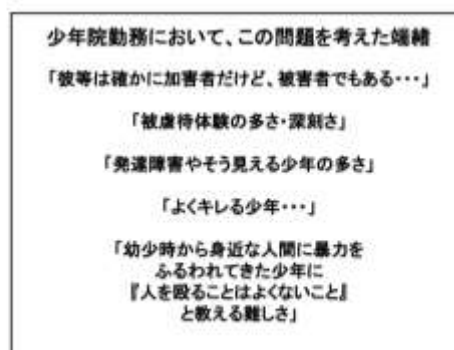 少年院勤務において、この問題を考えた端緒
「彼等は確かに加害者だけど、被害者でもある・・・」
「被虐待体験の多さ・深刻さ」
「発達障害やそう見える少年の多さ」
「よくキレる少年・・・」
「幼少時から身近な人間に暴力を
ふるわれてきた少年に
『人を殴ることはよくないこと』
と教える難しさ」